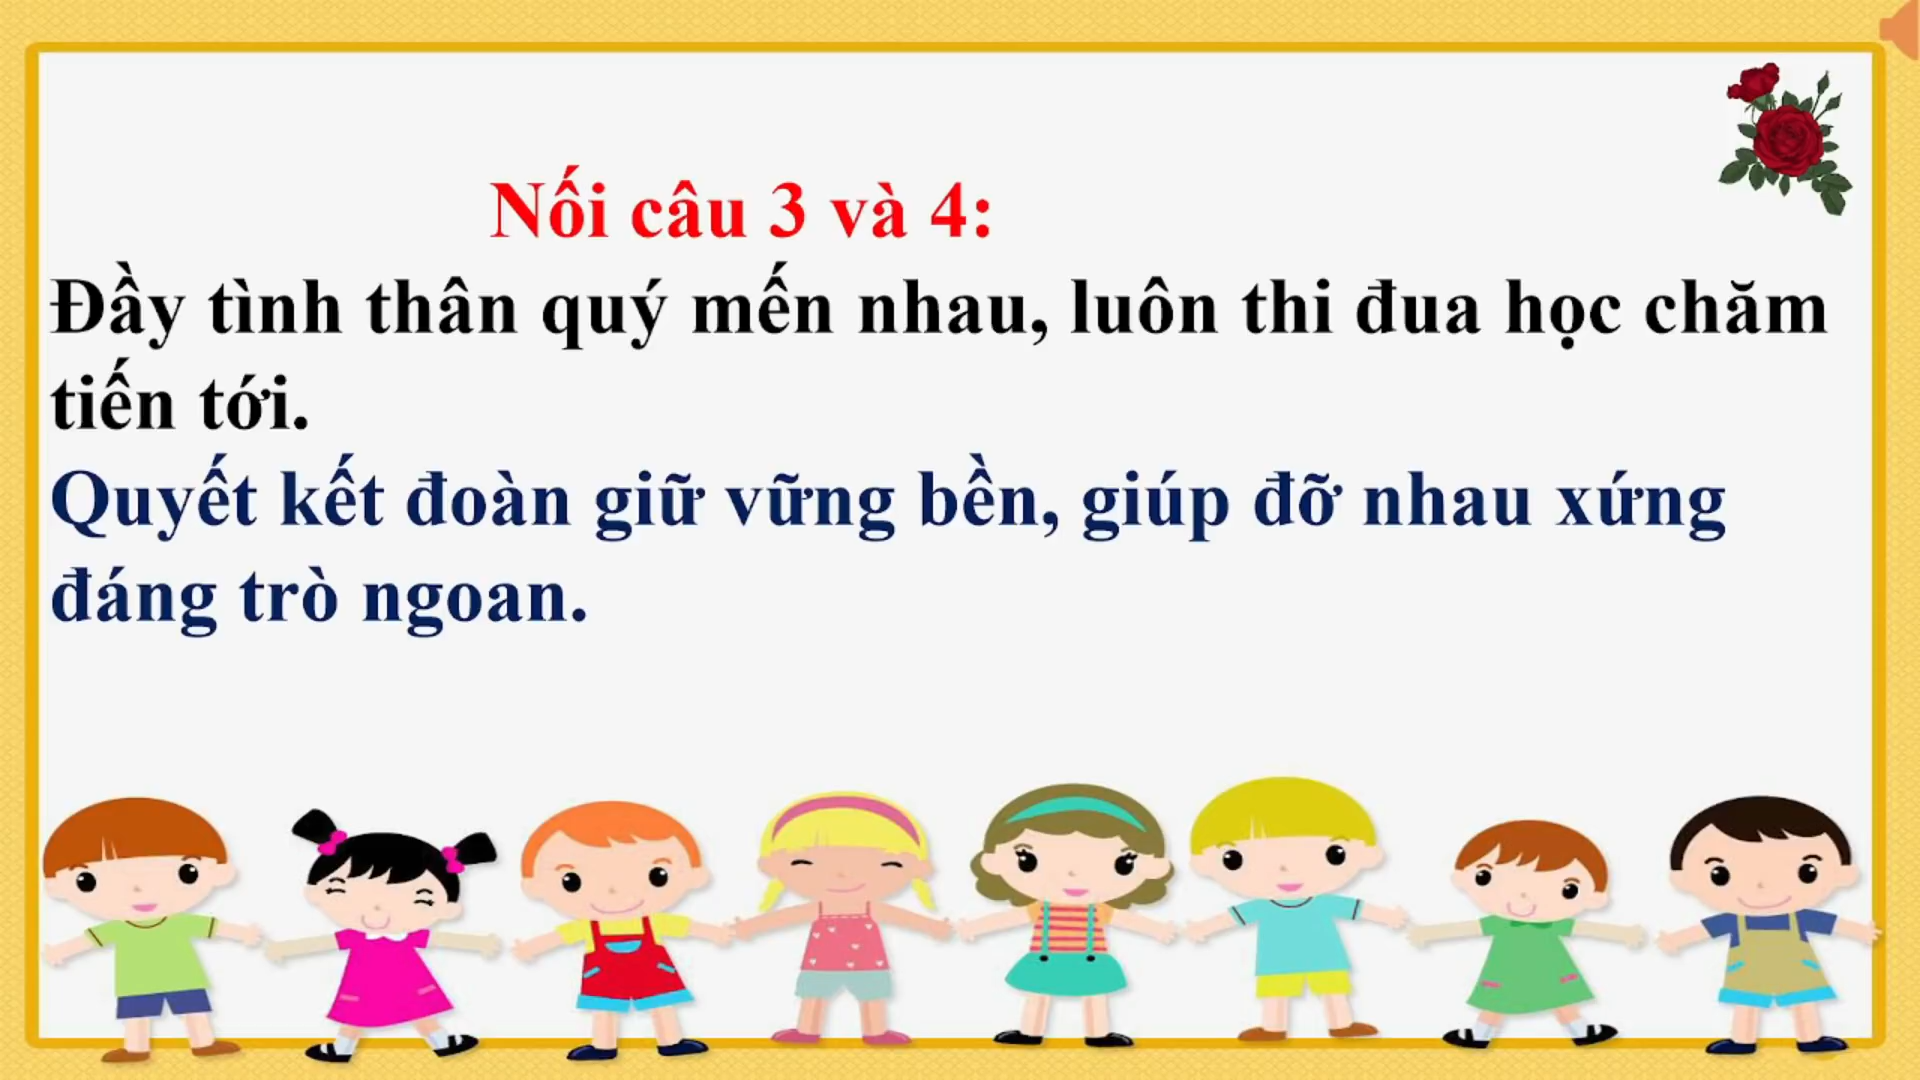 Nối câu 3 và 4:
Đầy tình thân quý mến nhau, luôn thi đua học chăm
tiến tới.
Quyết kết đoàn giữ vững bền, giúp đỡ nhau xứng
đáng trò ngoan.